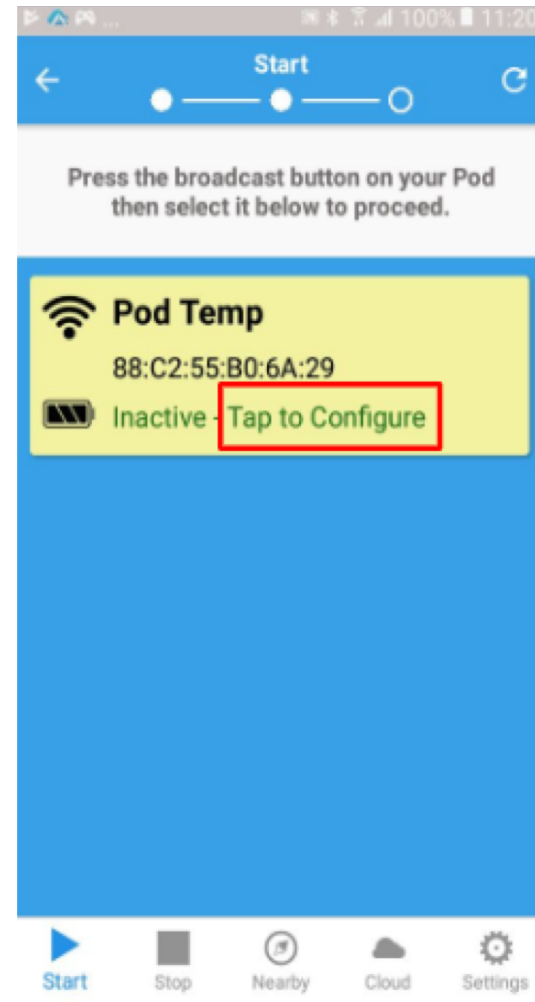 ... 100% 11:20
Start
Press the broadcast button on your Pod
then select it below to proceed.
Pod Temp
88:C2:55:B0:6A:29
Inactive - Tap to Configure
Start Stop Nearby Cloud Settings